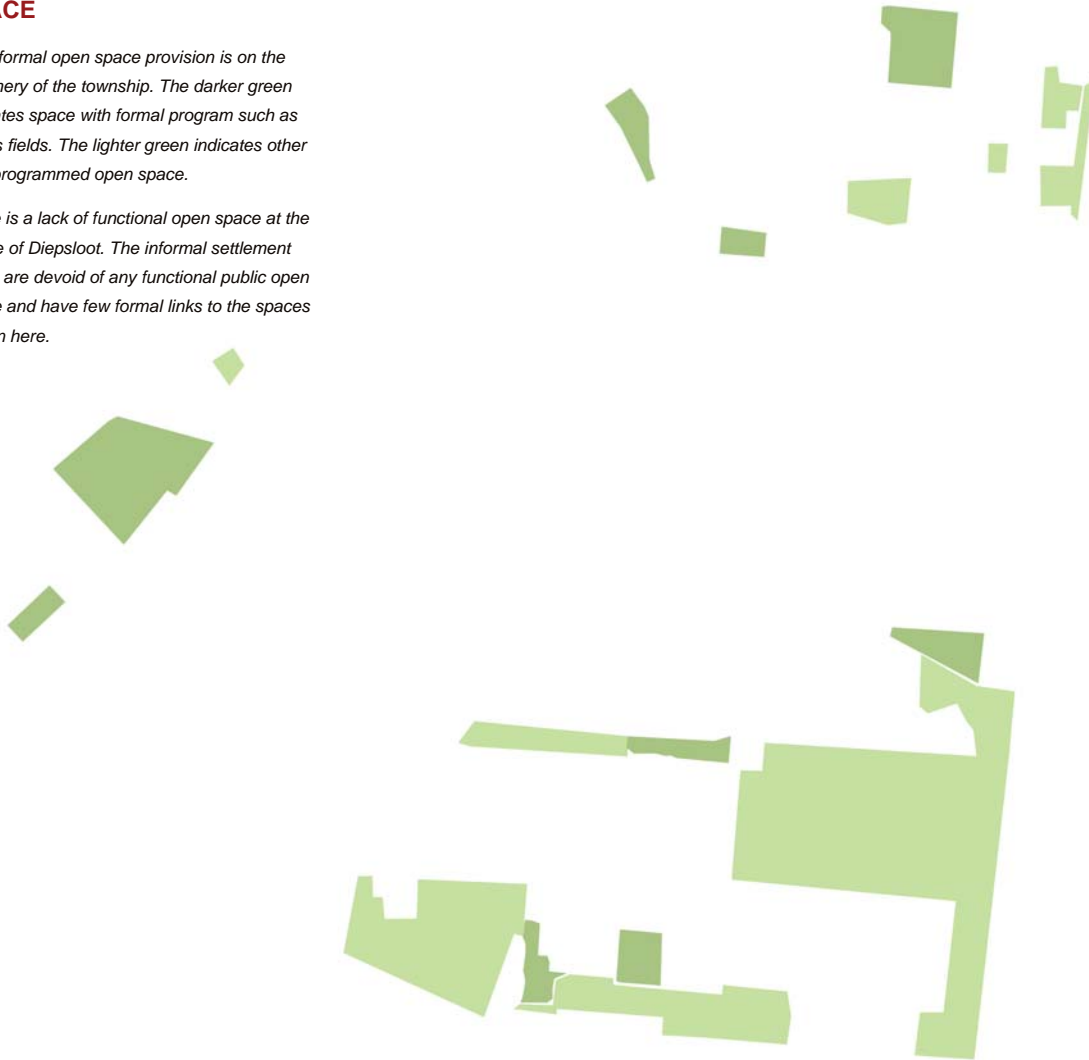 ACE
formal open space provision is on the
hery of the township. The darker green
ates space with formal program such as
s fields. The lighter green indicates other
programmed open space.
e is a lack of functional open space at the
e of Diepsloot. The informal settlement
are devoid of any functional public open
e and have few formal links to the spaces
n here.